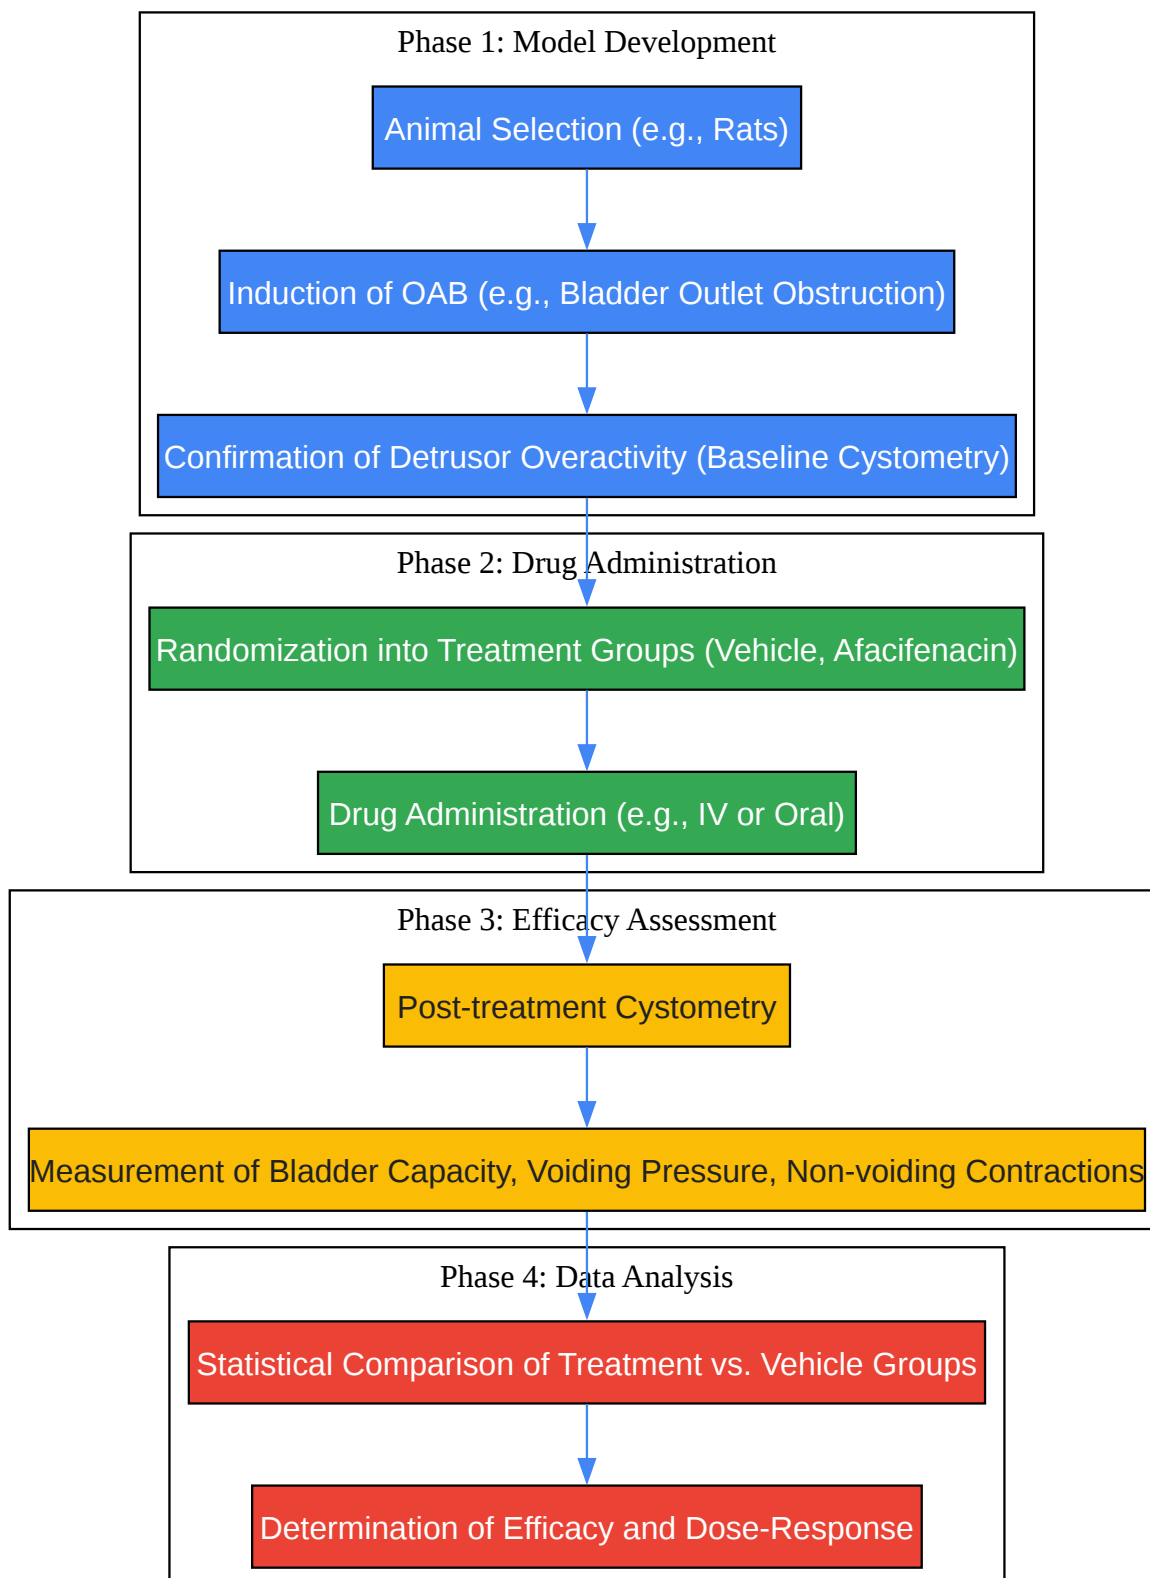 Phase 1: Model Development
Animal Selection (e.g., Rats)
Induction of OAB (e.g., Bladder Outlet Obstruction)
Confirmation of Detrusor Overactivity (Baseline Cystometry)
Phase 2: Drug Administration
Randomization into Treatment Groups (Vehicle, Afacifenacin)
Drug Administration (e.g., IV or Oral)
Phase 3: Efficacy Assessment
Post-treatment Cystometry
Measurement of Bladder Capacity, Voiding Pressure, Non-voiding Contractions
Phase 4: Data Analysis
Statistical Comparison of Treatment vs. Vehicle Groups
Determination of Efficacy and Dose-Response